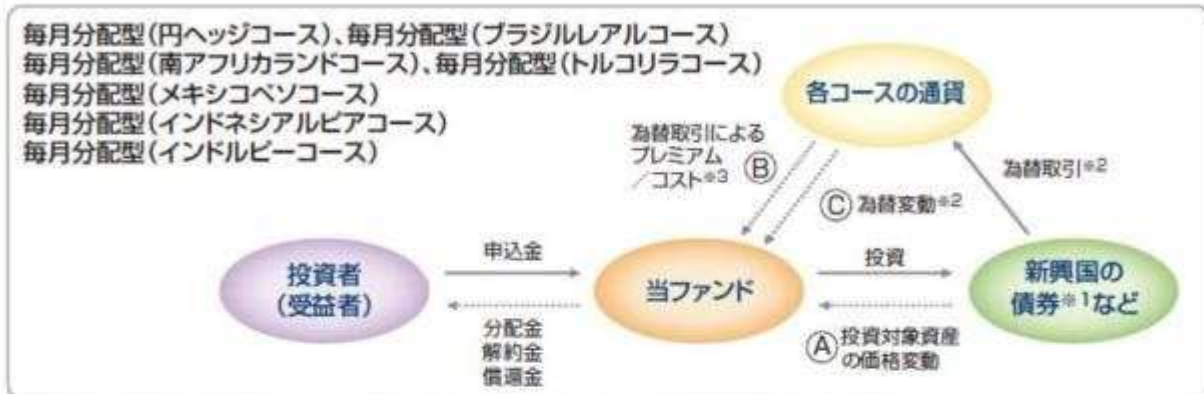 毎月分配型(円ヘッジコース)、毎月分配型(ブラジルレアルコース)
毎月分配型(南アフリカランドコース)、毎月分配型(トルコリラコース)
毎月分配型(メキシコペソコース)
毎月分配型(インドネシアルピアコース)
毎月分配型(インドルピーコース)
各コースの通貨
為替取引による
プレミアム
/コスト※3
Ⓑ
Ⓒ 為替変動※2
為替取引※2
投資者
(受益者)
申込金
分配金
解約金
償還金
当ファンド
投資
Ⓐ 投資対象資産
の価格変動
新興国の
債券※1など